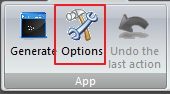 Generate
Options
Undo the
last action
App